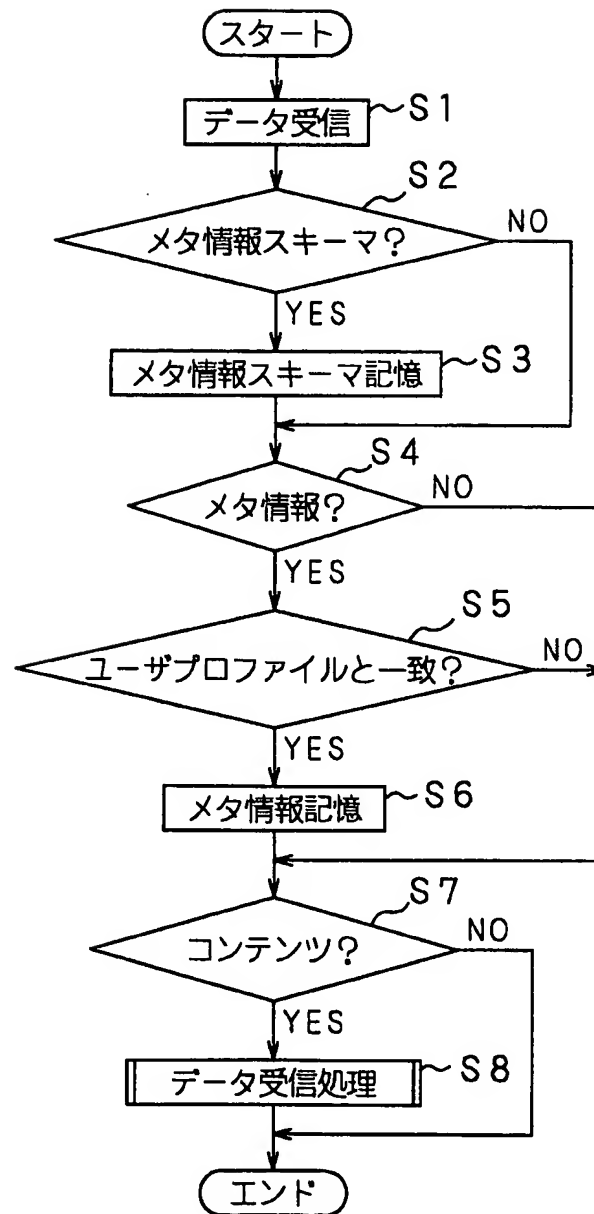 スタート
データ受信
S1
S2
メタ情報スキーマ?
NO
YES
メタ情報スキーマ記憶
S3
S4
メタ情報?
NO
YES
S5
ユーザプロファイルと一致?
NO
YES
メタ情報記憶
S6
S7
コンテンツ?
NO
YES
データ受信処理
S8
エンド